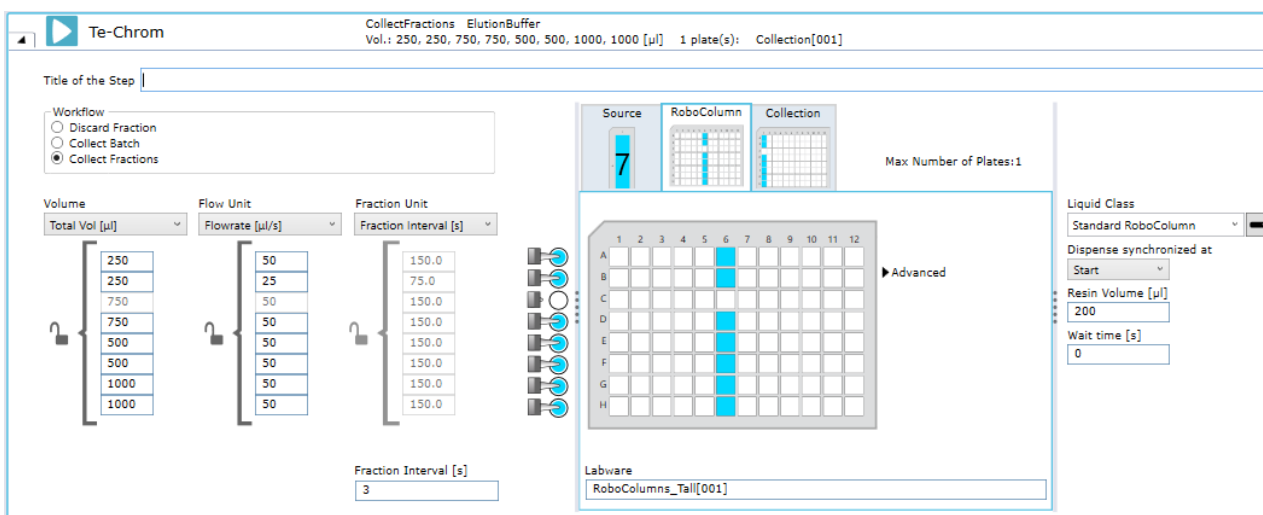 Te-Chrom
CollectFractions ElutionBuffer
Vol.: 250, 250, 750, 750, 500, 500, 1000, 1000 [µl] 1 plate(s): Collection[001]
Title of the Step
Workflow
Discard Fraction
Collect Batch
Collect Fractions
Source RoboColumn Collection
7
Max Number of Plates:1
Volume Flow Unit Fraction Unit
Total Vol [µl] Flowrate [µl/s] Fraction Interval [s]
250 50 150.0
250 25 75.0
750 50 150.0
750 50 150.0
500 50 150.0
500 50 150.0
1000 50 150.0
1000 50 150.0
Fraction Interval [s]
3
1 2 3 4 5 6 7 8 9 10 11 12
A
B
C
D
E
F
G
H
Advanced
Labware
RoboColumns_Tall[001]
Liquid Class
Standard RoboColumn
Dispense synchronized at
Start
Resin Volume [µl]
200
Wait time [s]
0